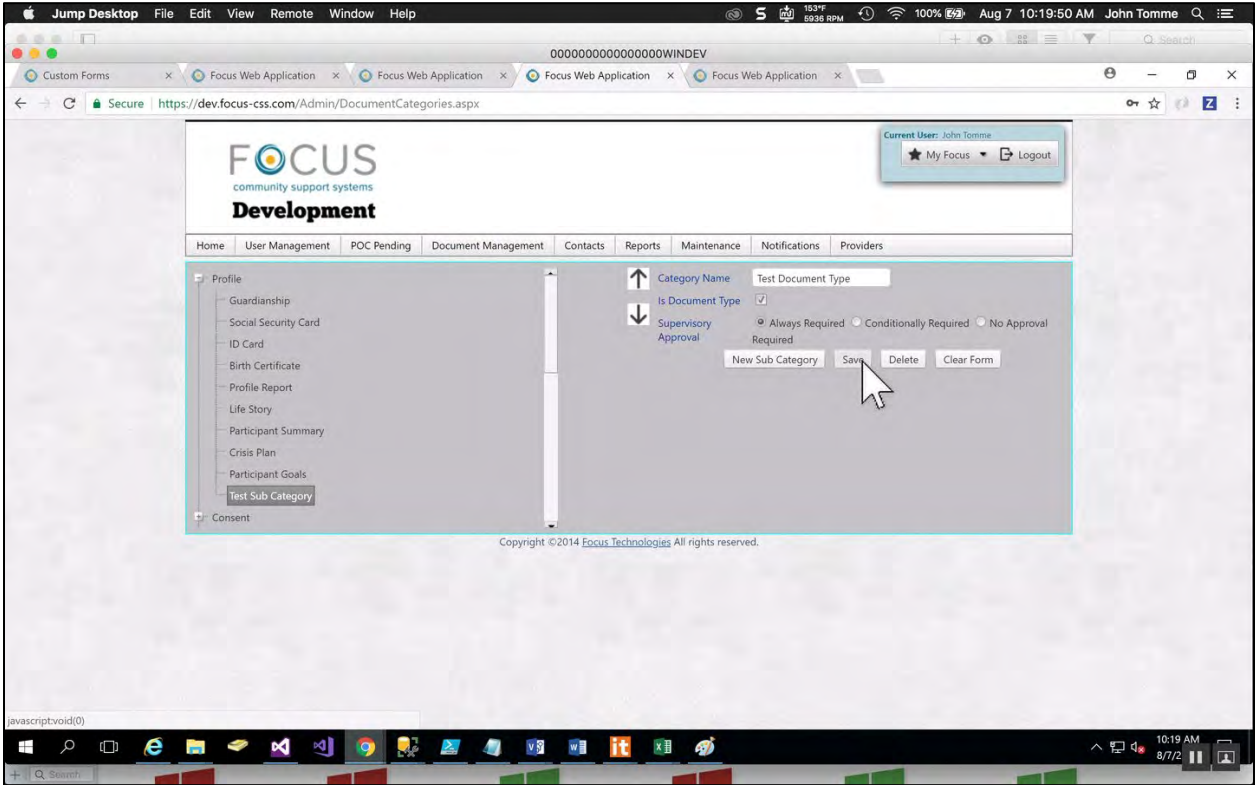 Jump Desktop File Edit View Remote Window Help 153°F 5936 RPM 100% Aug 7 10:19:50 AM John Tomme
Search
0000000000000000WINDEV
Custom Forms × Focus Web Application × Focus Web Application × Focus Web Application × Focus Web Application ×
Secure https://dev.focus-css.com/Admin/DocumentCategories.aspx
Current User: John Tomme
My Focus Logout
FOCUS
community support systems
Development
Home User Management POC Pending Document Management Contacts Reports Maintenance Notifications Providers
Profile
Guardianship
Social Security Card
ID Card
Birth Certificate
Profile Report
Life Story
Participant Summary
Crisis Plan
Participant Goals
Test Sub Category
Consent
Category Name Test Document Type
Is Document Type
Supervisory Approval Always Required Conditionally Required No Approval Required
New Sub Category Save Delete Clear Form
Copyright ©2014 Focus Technologies All rights reserved.
javascript:void(0)
10:19 AM
8/7/2
Search